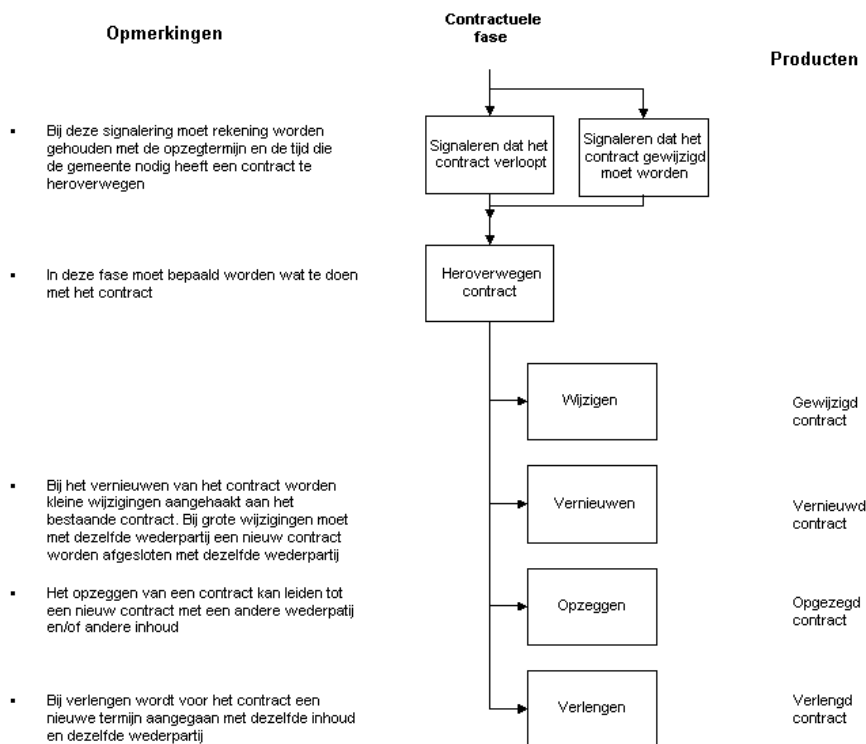 Opmerkingen
Contractuele
fase
Producten
▪ Bij deze signalering moet rekening worden
gehouden met de opzegtermijn en de tijd die
de gemeente nodig heeft een contract te
heroverwegen
Signaleren dat het
contract verloopt
Signaleren dat het
contract gewijzigd
moet worden
▪ In deze fase moet bepaald worden wat te doen
met het contract
Heroverwegen
contract
Wijzigen
Gewijzigd
contract
▪ Bij het vernieuwen van het contract worden
kleine wijzigingen aangehaakt aan het
bestaande contract. Bij grote wijzigingen moet
met dezelfde wederpartij een nieuw contract
worden afgesloten met dezelfde wederpartij
Vernieuwen
Vernieuwd
contract
▪ Het opzeggen van een contract kan leiden tot
een nieuw contract met een andere wederpatij
en/of andere inhoud
Opzeggen
Opgezegd
contract
▪ Bij verlengen wordt voor het contract een
nieuwe termijn aangegaan met dezelfde inhoud
en dezelfde wederpartij
Verlengen
Verlengd
contract